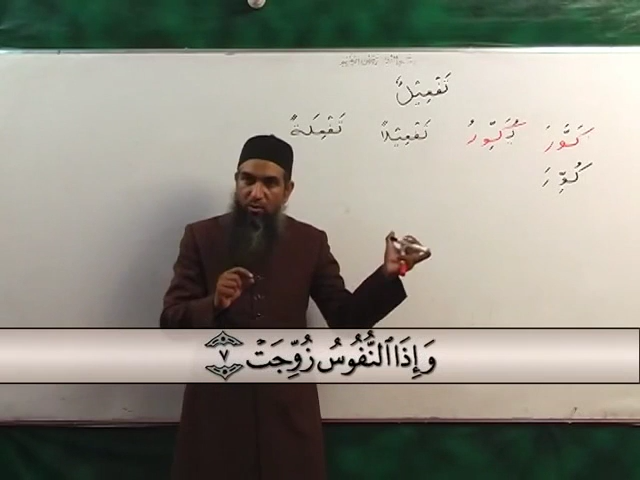 تَفْعِيْلٌ
كَوَّرَ يُكَوِّرُ تَفْعِيْلًا تَفْعِلَةً
كُوِّرَ
وَإِذَا ٱلنُّفُوسُ زُوِّجَتْ ٧